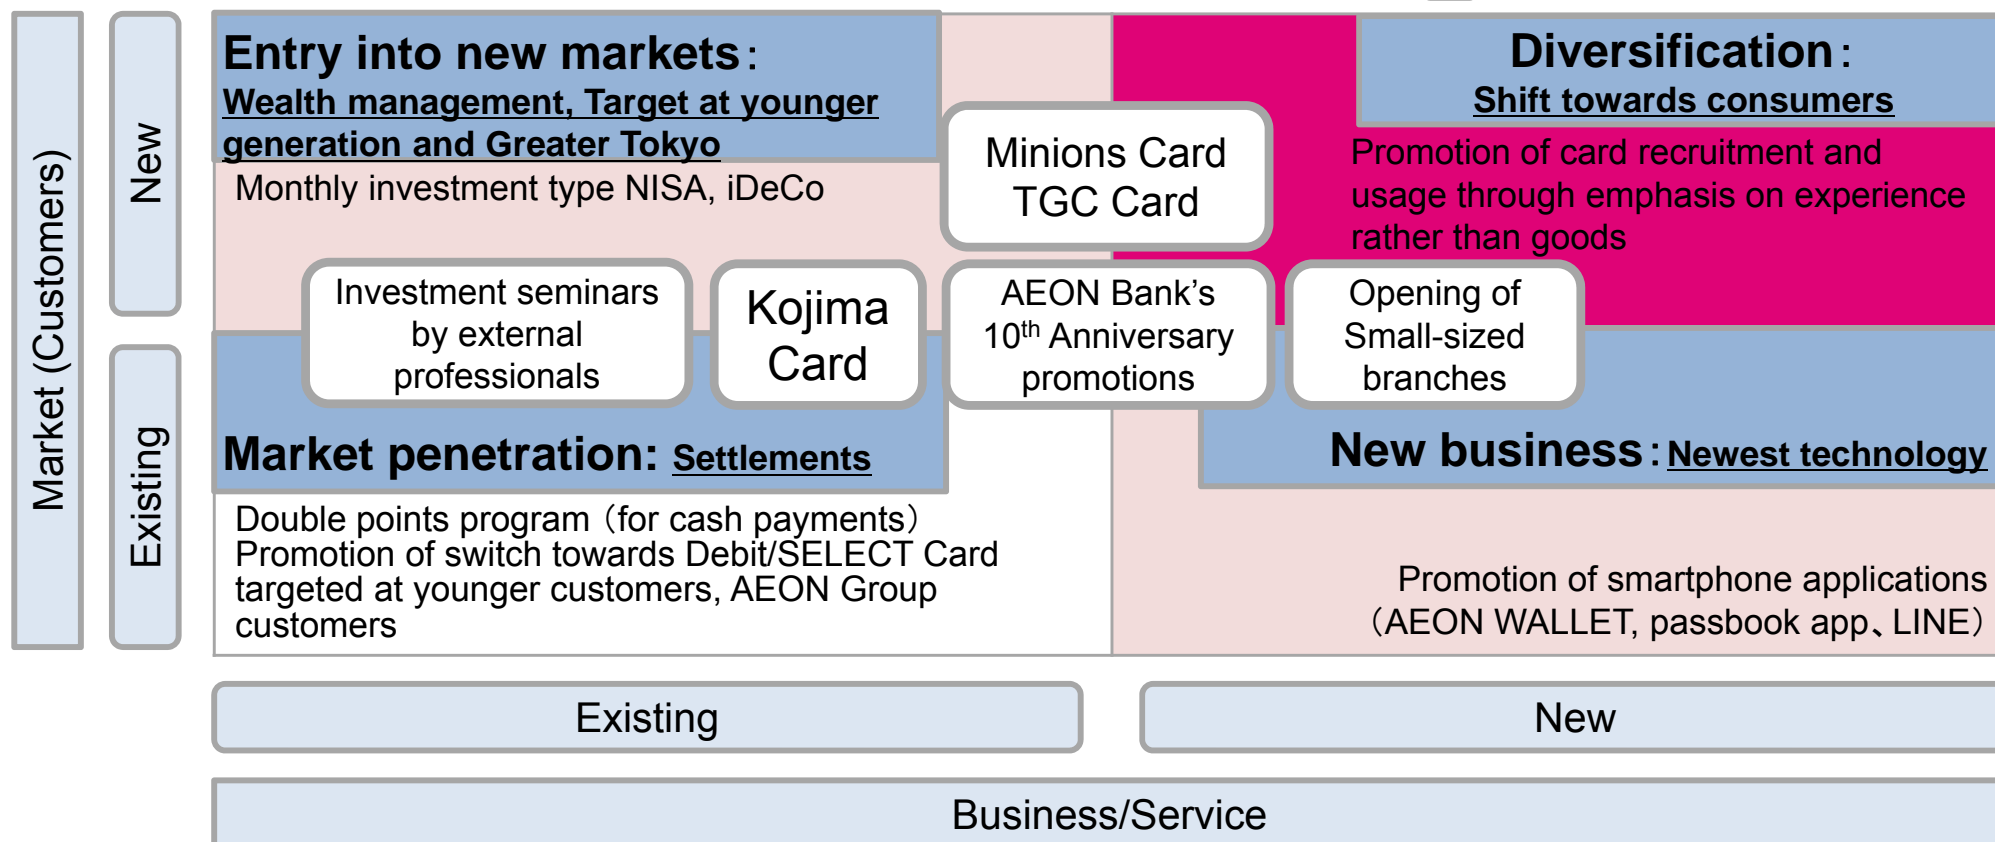 Market (Customers)
New
Existing
Entry into new markets：
Wealth management, Target at younger
generation and Greater Tokyo
Monthly investment type NISA, iDeCo
Diversification：
Shift towards consumers
Promotion of card recruitment and
usage through emphasis on experience
rather than goods
Minions Card
TGC Card
Investment seminars
by external
professionals
Kojima
Card
AEON Bank’s
10th Anniversary
promotions
Opening of
Small-sized
branches
Market penetration: Settlements
Double points program（for cash payments）
Promotion of switch towards Debit/SELECT Card
targeted at younger customers, AEON Group
customers
New business：Newest technology
Promotion of smartphone applications
（AEON WALLET, passbook app、LINE）
Existing
New
Business/Service